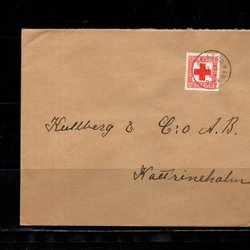 Kullberg & C:o A.B.
Katrineholm